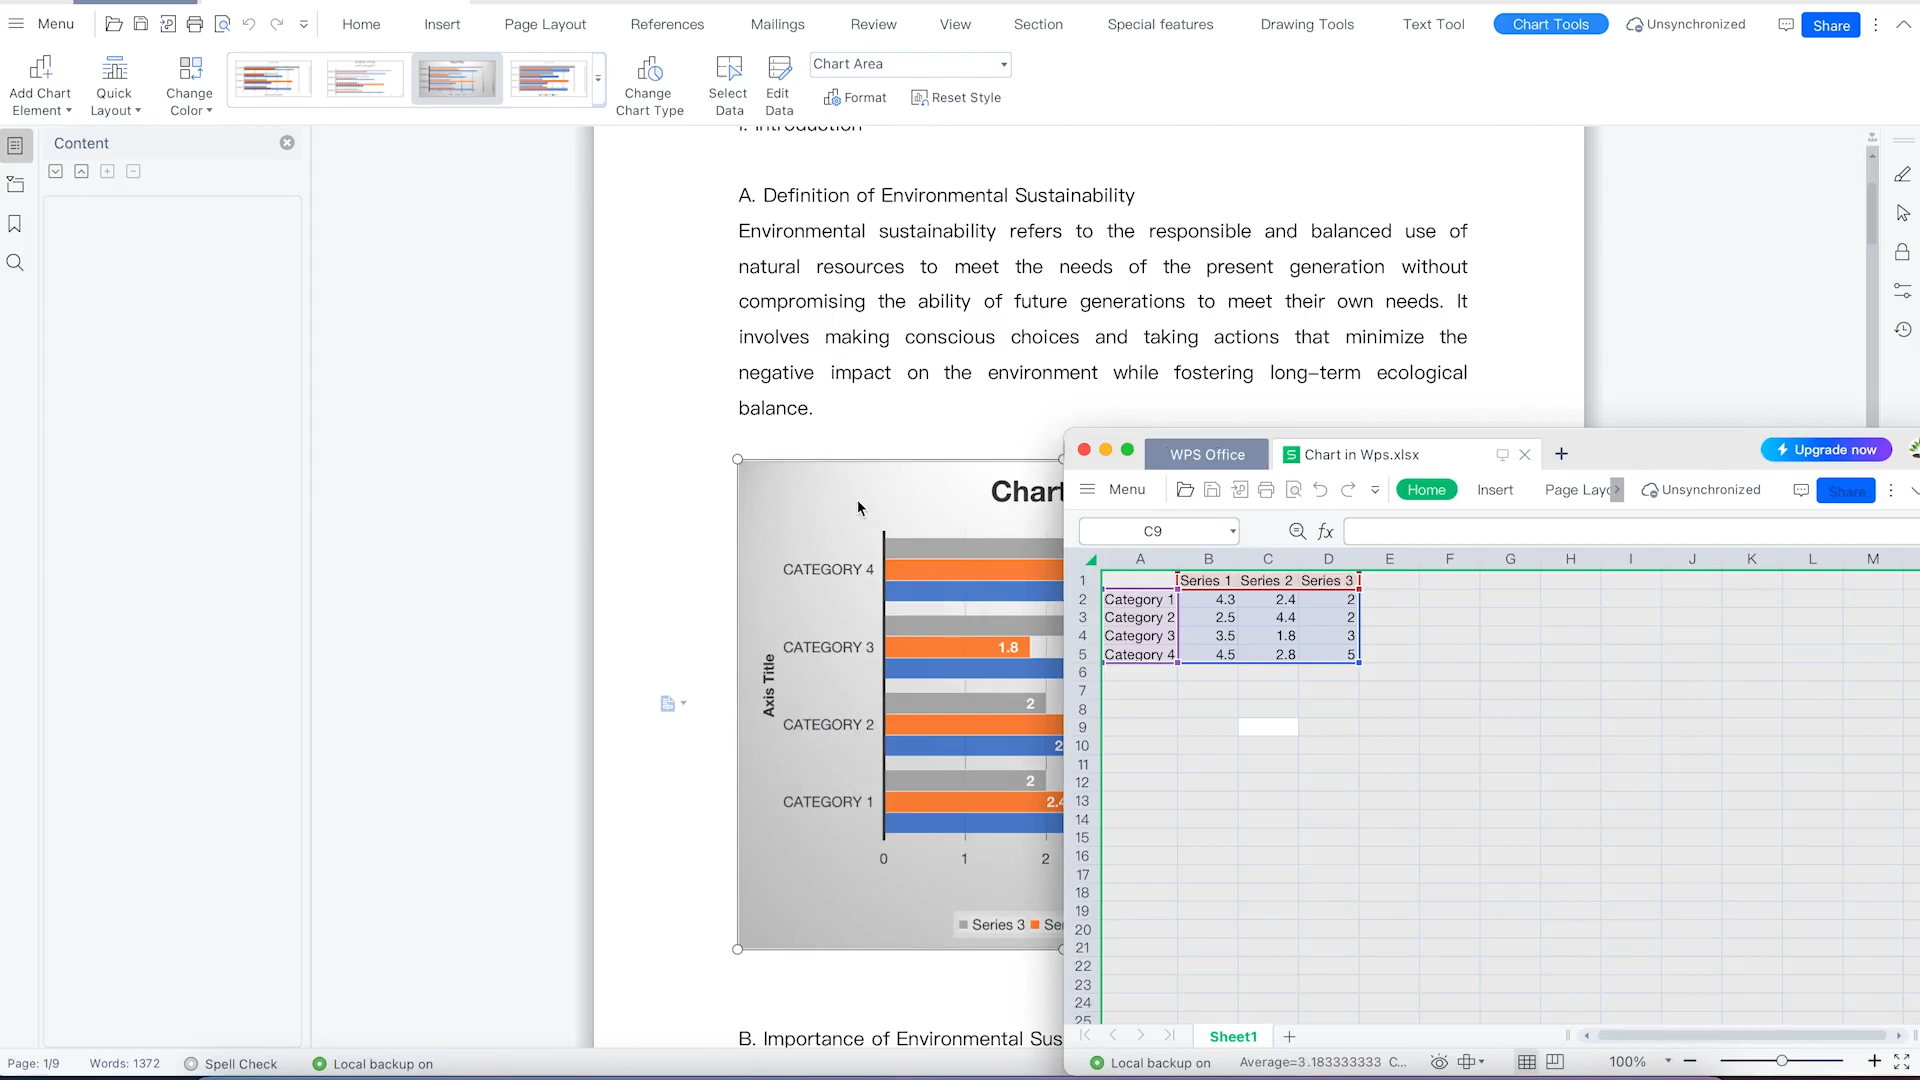 Menu
Home
Insert
Page Layout
References
Mailings
Review
View
Section
Special features
Drawing Tools
Text Tool
Chart Tools
Unsynchronized
Share
Add Chart
Element
Quick
Layout
Change
Color
Change
Chart Type
Select
Data
Edit
Data
Chart Area
Format
Reset Style
Content
I. Introduction
A. Definition of Environmental Sustainability
Environmental sustainability refers to the responsible and balanced use of
natural resources to meet the needs of the present generation without
compromising the ability of future generations to meet their own needs. It
involves making conscious choices and taking actions that minimize the
negative impact on the environment while fostering long-term ecological
balance.
Chart
CATEGORY 4
CATEGORY 3
1.8
Axis Title
2
CATEGORY 2
2
2
CATEGORY 1
2.4
0 1 2
Series 3 Se
B. Importance of Environmental Sus
WPS Office
Chart in Wps.xlsx
Upgrade now
Menu
Home
Insert
Page Layo
Unsynchronized
Share
C9
fx
A B C D E F G H I J K L M
1 Series 1 Series 2 Series 3
2 Category 1 4.3 2.4 2
3 Category 2 2.5 4.4 2
4 Category 3 3.5 1.8 3
5 Category 4 4.5 2.8 5
6
7
8
9
10
11
12
13
14
15
16
17
18
19
20
21
22
23
24
25
Sheet1
Local backup on
Average=3.183333333 C...
100%
Page: 1/9
Words: 1372
Spell Check
Local backup on